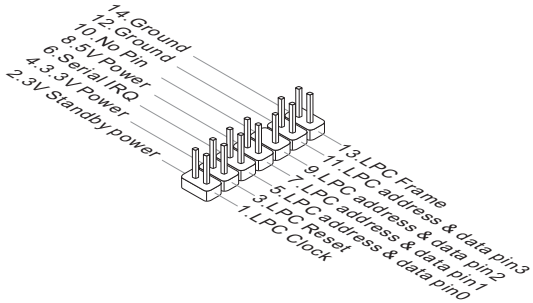 14.Ground
12.Ground
10.No Pin
8.5V Power
6.Serial IRQ
4.3.3V Power
2.3V Standby power
13.LPC Frame
11.LPC address & data pin3
9.LPC address & data pin2
7.LPC address & data pin1
5.LPC address & data pin0
3.LPC Reset
1.LPC Clock